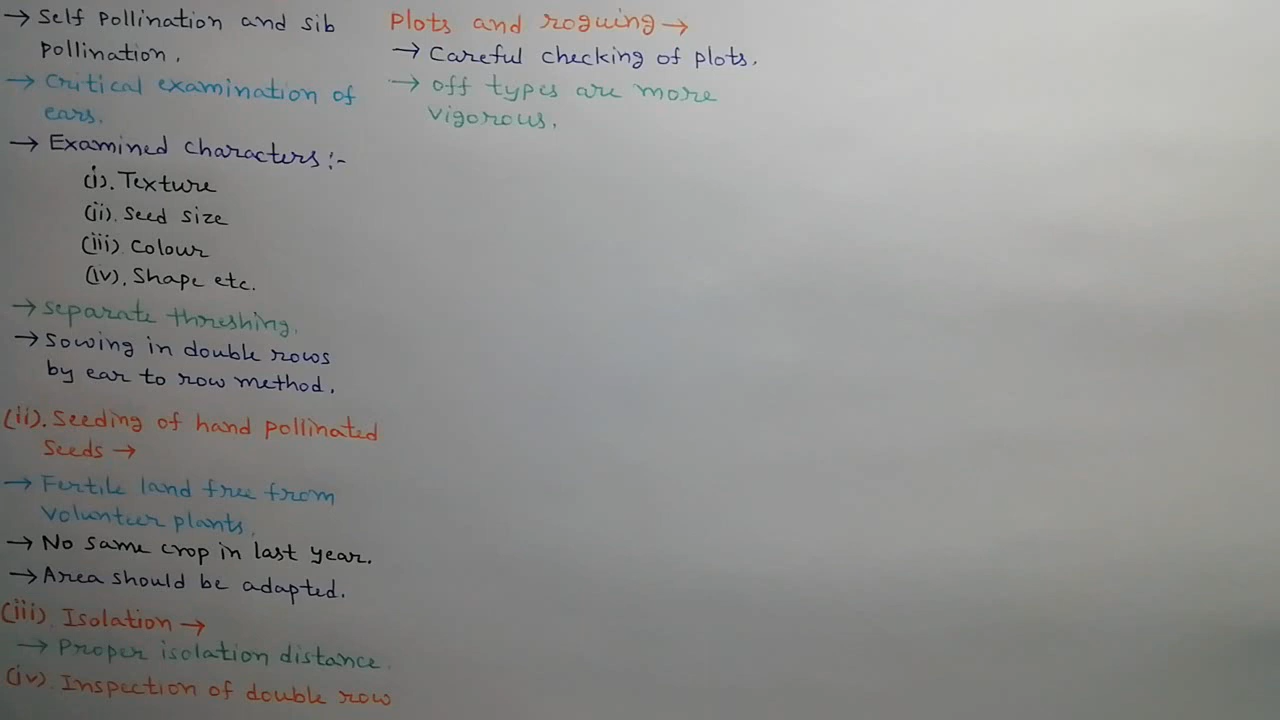 → Self pollination and sib
pollination.
→ Critical examination of
ears.
→ Examined characters:-
(i). Texture
(ii). Seed size
(iii). Colour
(iv). Shape etc.
→ Separate threshing.
→ Sowing in double rows
by ear to row method.
(ii). Seeding of hand pollinated
Seeds →
→ Fertile land free from
volunteer plants.
→ No same crop in last year.
→ Area should be adapted.
(iii). Isolation →
→ Proper isolation distance.
(iv). Inspection of double row
Plots and roguing →
→ Careful checking of plots.
→ off types are more
vigorous.